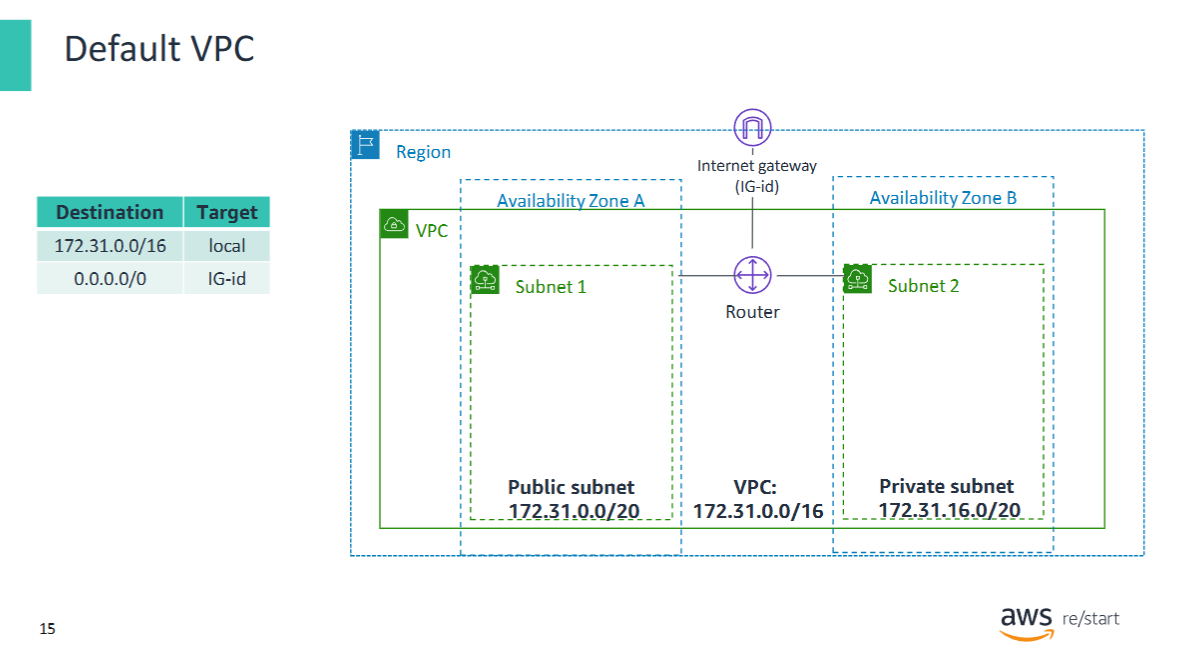 Default VPC
Destination Target
172.31.0.0/16 local
0.0.0.0/0 IG-id
Internet gateway
(IG-id)
Region
Availability Zone A
Availability Zone B
VPC
Subnet 1
Subnet 2
Router
Public subnet
172.31.0.0/20
VPC:
172.31.0.0/16
Private subnet
172.31.16.0/20
15
aws re/start